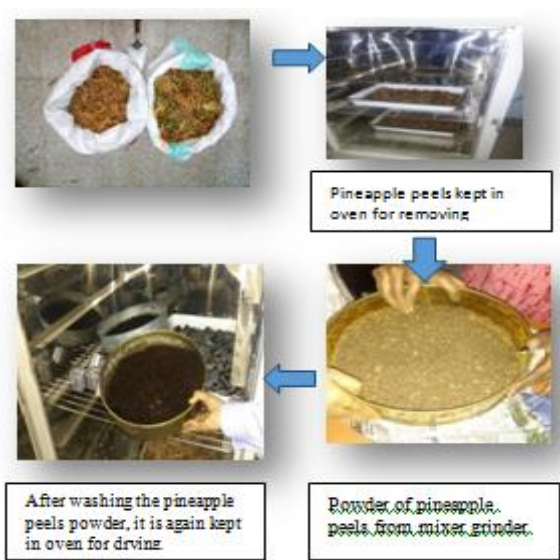 Pineapple peels kept in
oven for removing
After washing the pineapple
peels powder, it is again kept
in oven for drying.
Powder of pineapple
peels from mixer grinder